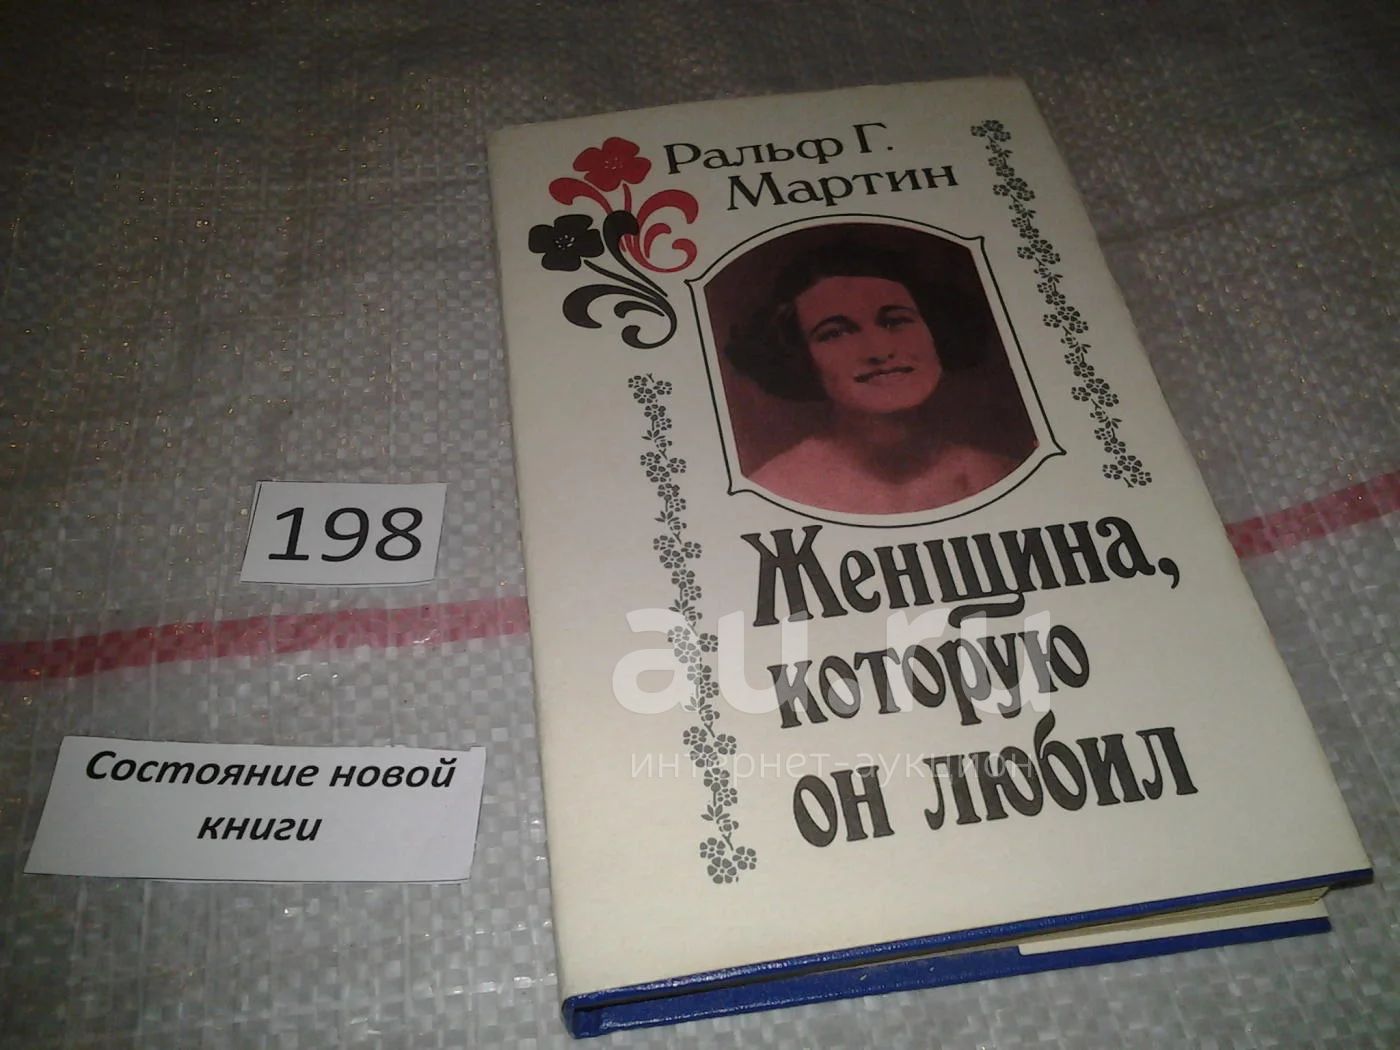 Ральф Г.
Мартин
198
Женщина,
которую
он любил
au.ru
интернет-аукцион
Состояние новой
книги